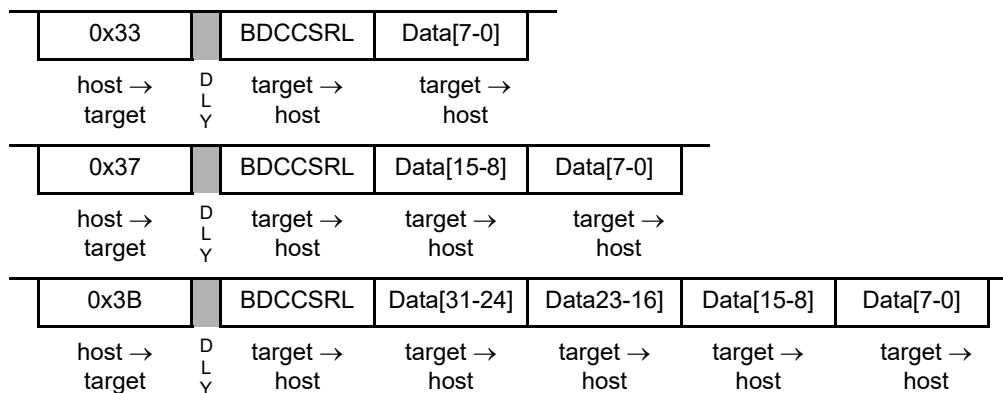 0x33 BDCCSRL Data[7-0]
host → D target → target →
L
target Y host host
0x37 BDCCSRL Data[15-8] Data[7-0]
host → D target → target → target →
L
target Y host host host
0x3B BDCCSRL Data[31-24] Data23-16] Data[15-8] Data[7-0]
host → D target → target → target → target → target →
L
target Y host host host host host